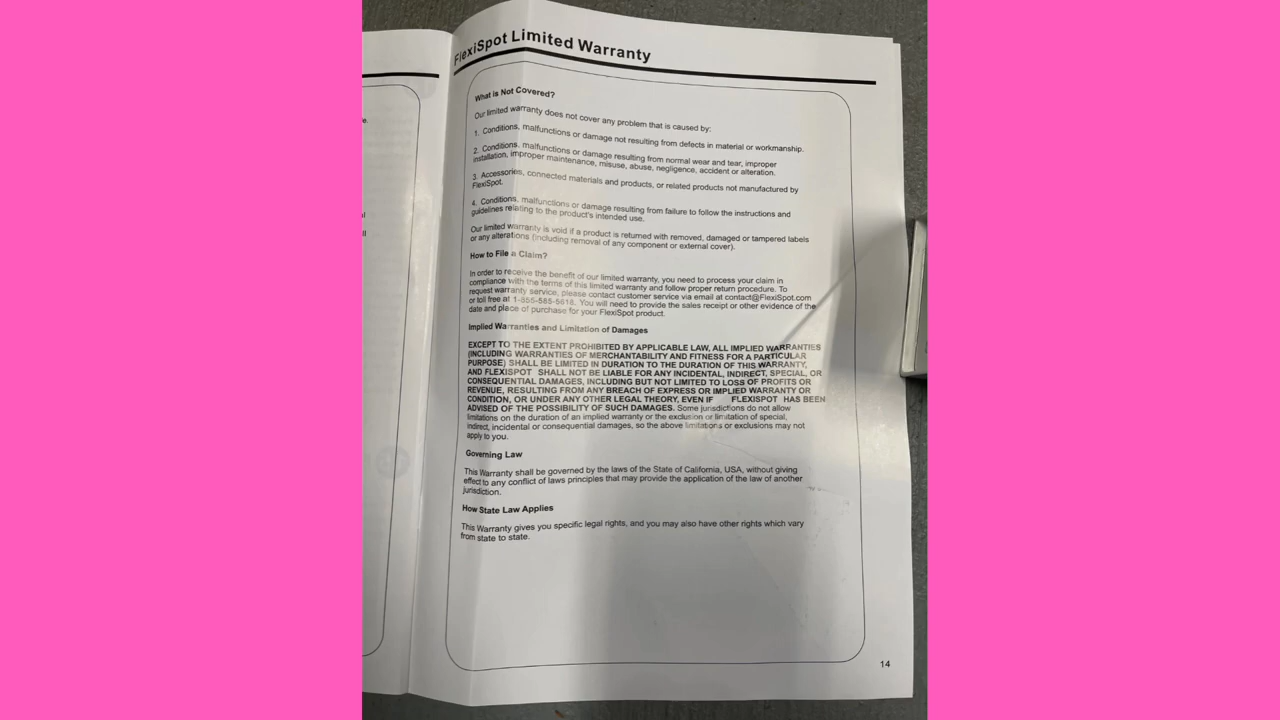 FlexiSpot Limited Warranty
What is Not Covered?
Our limited warranty does not cover any problem that is caused by:
1. Conditions, malfunctions or damage not resulting from defects in material or workmanship.
2. Conditions, malfunctions or damage resulting from normal wear and tear, improper
installation, improper maintenance, misuse, abuse, negligence, accident or alteration.
3. Accessories, connected materials and products, or related products not manufactured by
FlexiSpot.
4. Conditions, malfunctions or damage resulting from failure to follow the instructions and
guidelines relating to the product's intended use.
Our limited warranty is void if a product is returned with removed, damaged or tampered labels
or any alterations (including removal of any component or external cover).
How to File a Claim?
In order to receive the benefit of our limited warranty, you need to process your claim in
compliance with the terms of this limited warranty and follow proper return procedure. To
request warranty service, please contact customer service via email at contact@FlexiSpot.com
or toll free at 1-855-585-5618. You will need to provide the sales receipt or other evidence of the
date and place of purchase for your FlexiSpot product.
Implied Warranties and Limitation of Damages
EXCEPT TO THE EXTENT PROHIBITED BY APPLICABLE LAW, ALL IMPLIED WARRANTIES
(INCLUDING WARRANTIES OF MERCHANTABILITY AND FITNESS FOR A PARTICULAR
PURPOSE) SHALL BE LIMITED IN DURATION TO THE DURATION OF THIS WARRANTY,
AND FLEXISPOT SHALL NOT BE LIABLE FOR ANY INCIDENTAL, INDIRECT, SPECIAL, OR
CONSEQUENTIAL DAMAGES, INCLUDING BUT NOT LIMITED TO LOSS OF PROFITS OR
REVENUE, RESULTING FROM ANY BREACH OF EXPRESS OR IMPLIED WARRANTY OR
CONDITION, OR UNDER ANY OTHER LEGAL THEORY, EVEN IF FLEXISPOT HAS BEEN
ADVISED OF THE POSSIBILITY OF SUCH DAMAGES. Some jurisdictions do not allow
limitations on the duration of an implied warranty or the exclusion or limitation of special,
indirect, incidental or consequential damages, so the above limitations or exclusions may not
apply to you.
Governing Law
This Warranty shall be governed by the laws of the State of California, USA, without giving
effect to any conflict of laws principles that may provide the application of the law of another
jurisdiction.
How State Law Applies
This Warranty gives you specific legal rights, and you may also have other rights which vary
from state to state.
14